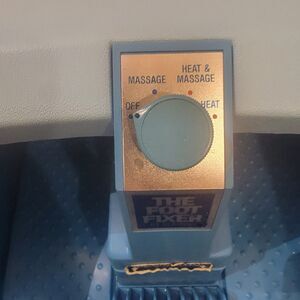 HEAT &
MASSAGE MASSAGE
OFF HEAT
THE
FOOT
FIXER